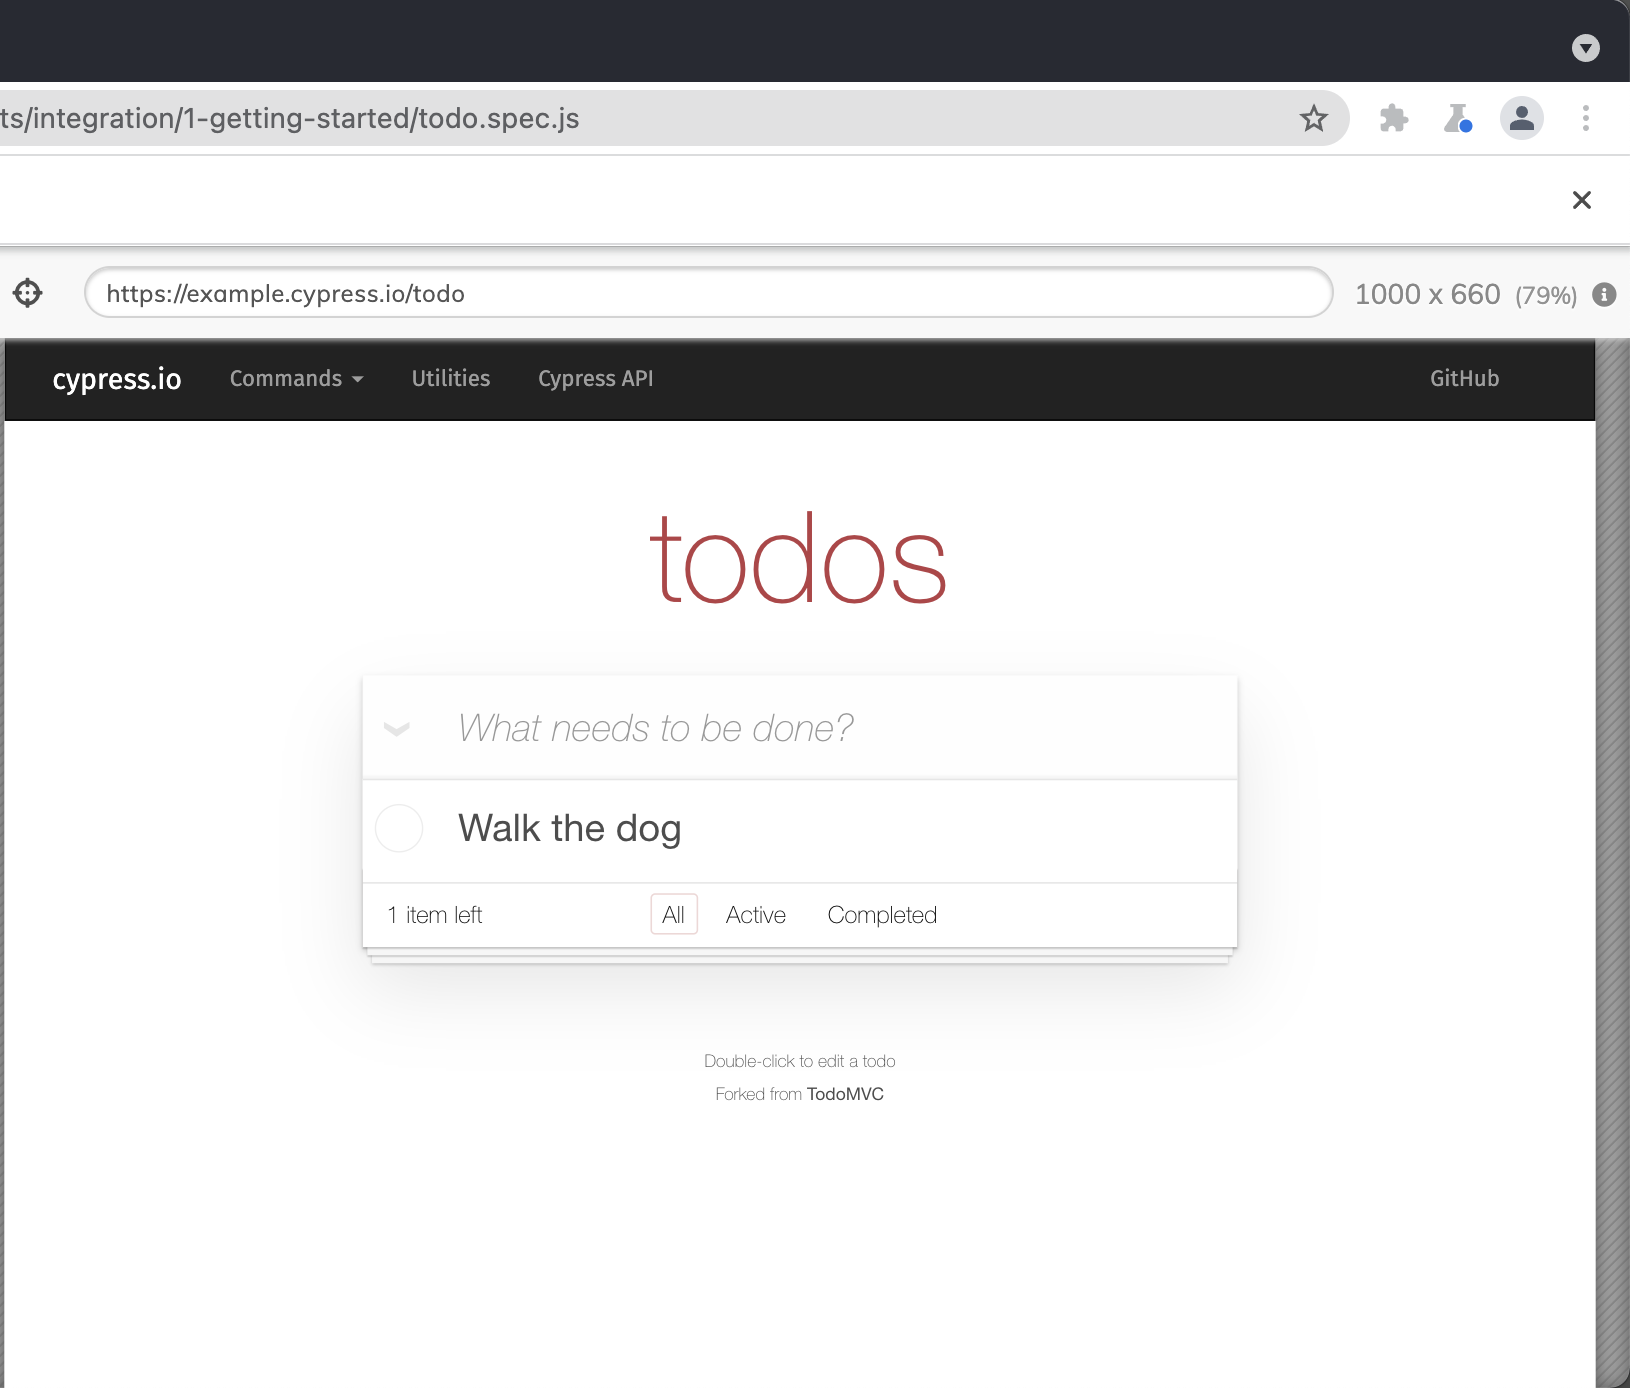 ts/integration/1-getting-started/todo.spec.js
https://example.cypress.io/todo 1000 x 660 (79%)
cypress.io Commands Utilities Cypress API GitHub
todos
What needs to be done?
Walk the dog
1 item left All Active Completed
Double-click to edit a todo
Forked from TodoMVC